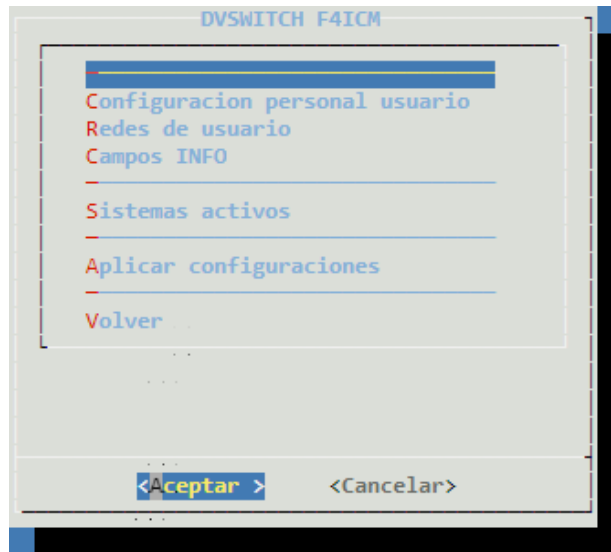 DVSWITCH F4ICM
Configuracion personal usuario
Redes de usuario
Campos INFO
Sistemas activos
Aplicar configuraciones
Volver
<Aceptar > <Cancelar>